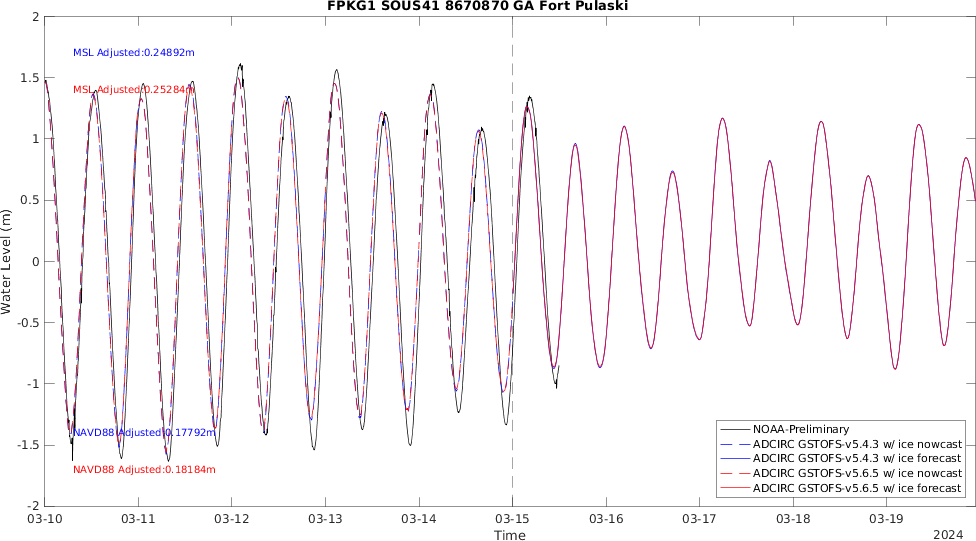 FPKG1 SOUS41 8670870 GA Fort Pulaski
2
1.5
1
0.5
0
-0.5
-1
-1.5
-2
Water Level (m)
MSL Adjusted:0.24892m
MSL Adjusted:0.25284m
NAVD88 Adjusted:0.17792m
NAVD88 Adjusted:0.18184m
NOAA-Preliminary
ADCIRC GSTOFS-v5.4.3 w/ ice nowcast
ADCIRC GSTOFS-v5.4.3 w/ ice forecast
ADCIRC GSTOFS-v5.6.5 w/ ice nowcast
ADCIRC GSTOFS-v5.6.5 w/ ice forecast
03-10 03-11 03-12 03-13 03-14 03-15 03-16 03-17 03-18 03-19
Time
2024